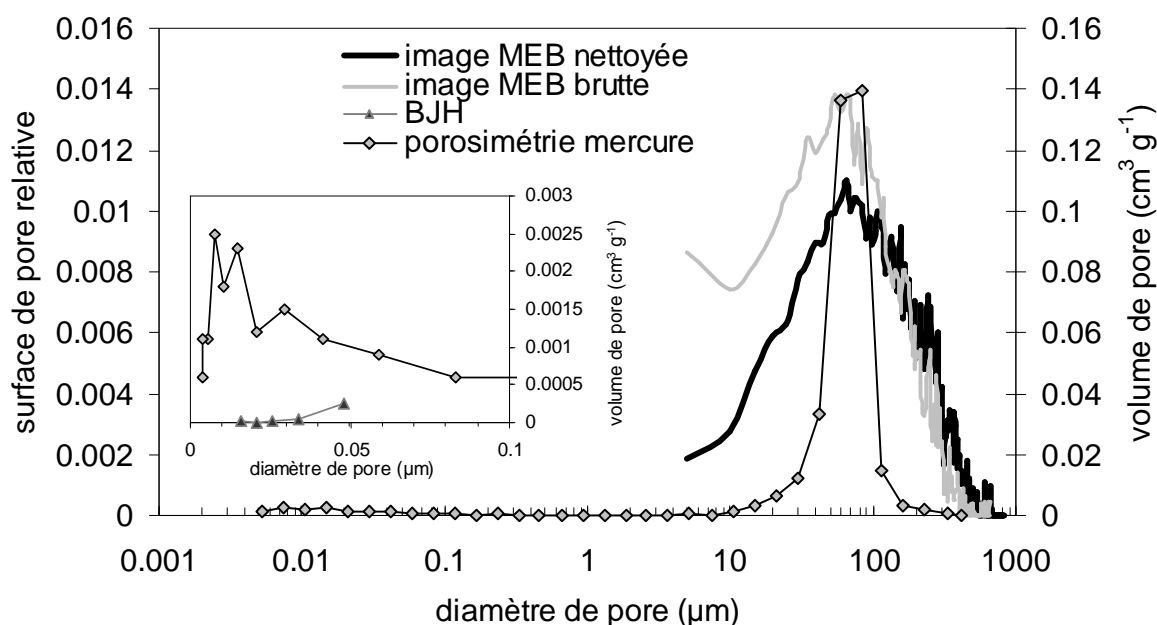 0.016
0.014
0.012
0.01
0.008
0.006
0.004
0.002
0
surface de pore relative
image MEB nettoyée
image MEB brutte
BJH
porosimétrie mercure
0.16
0.14
0.12
0.1
0.08
0.06
0.04
0.02
0
volume de pore (cm³ g⁻¹)
0.003
0.0025
0.002
0.0015
0.001
0.0005
0
volume de pore (cm³ g⁻¹)
0 0.05 0.1
diamètre de pore (µm)
0.001 0.01 0.1 1 10 100 1000
diamètre de pore (µm)